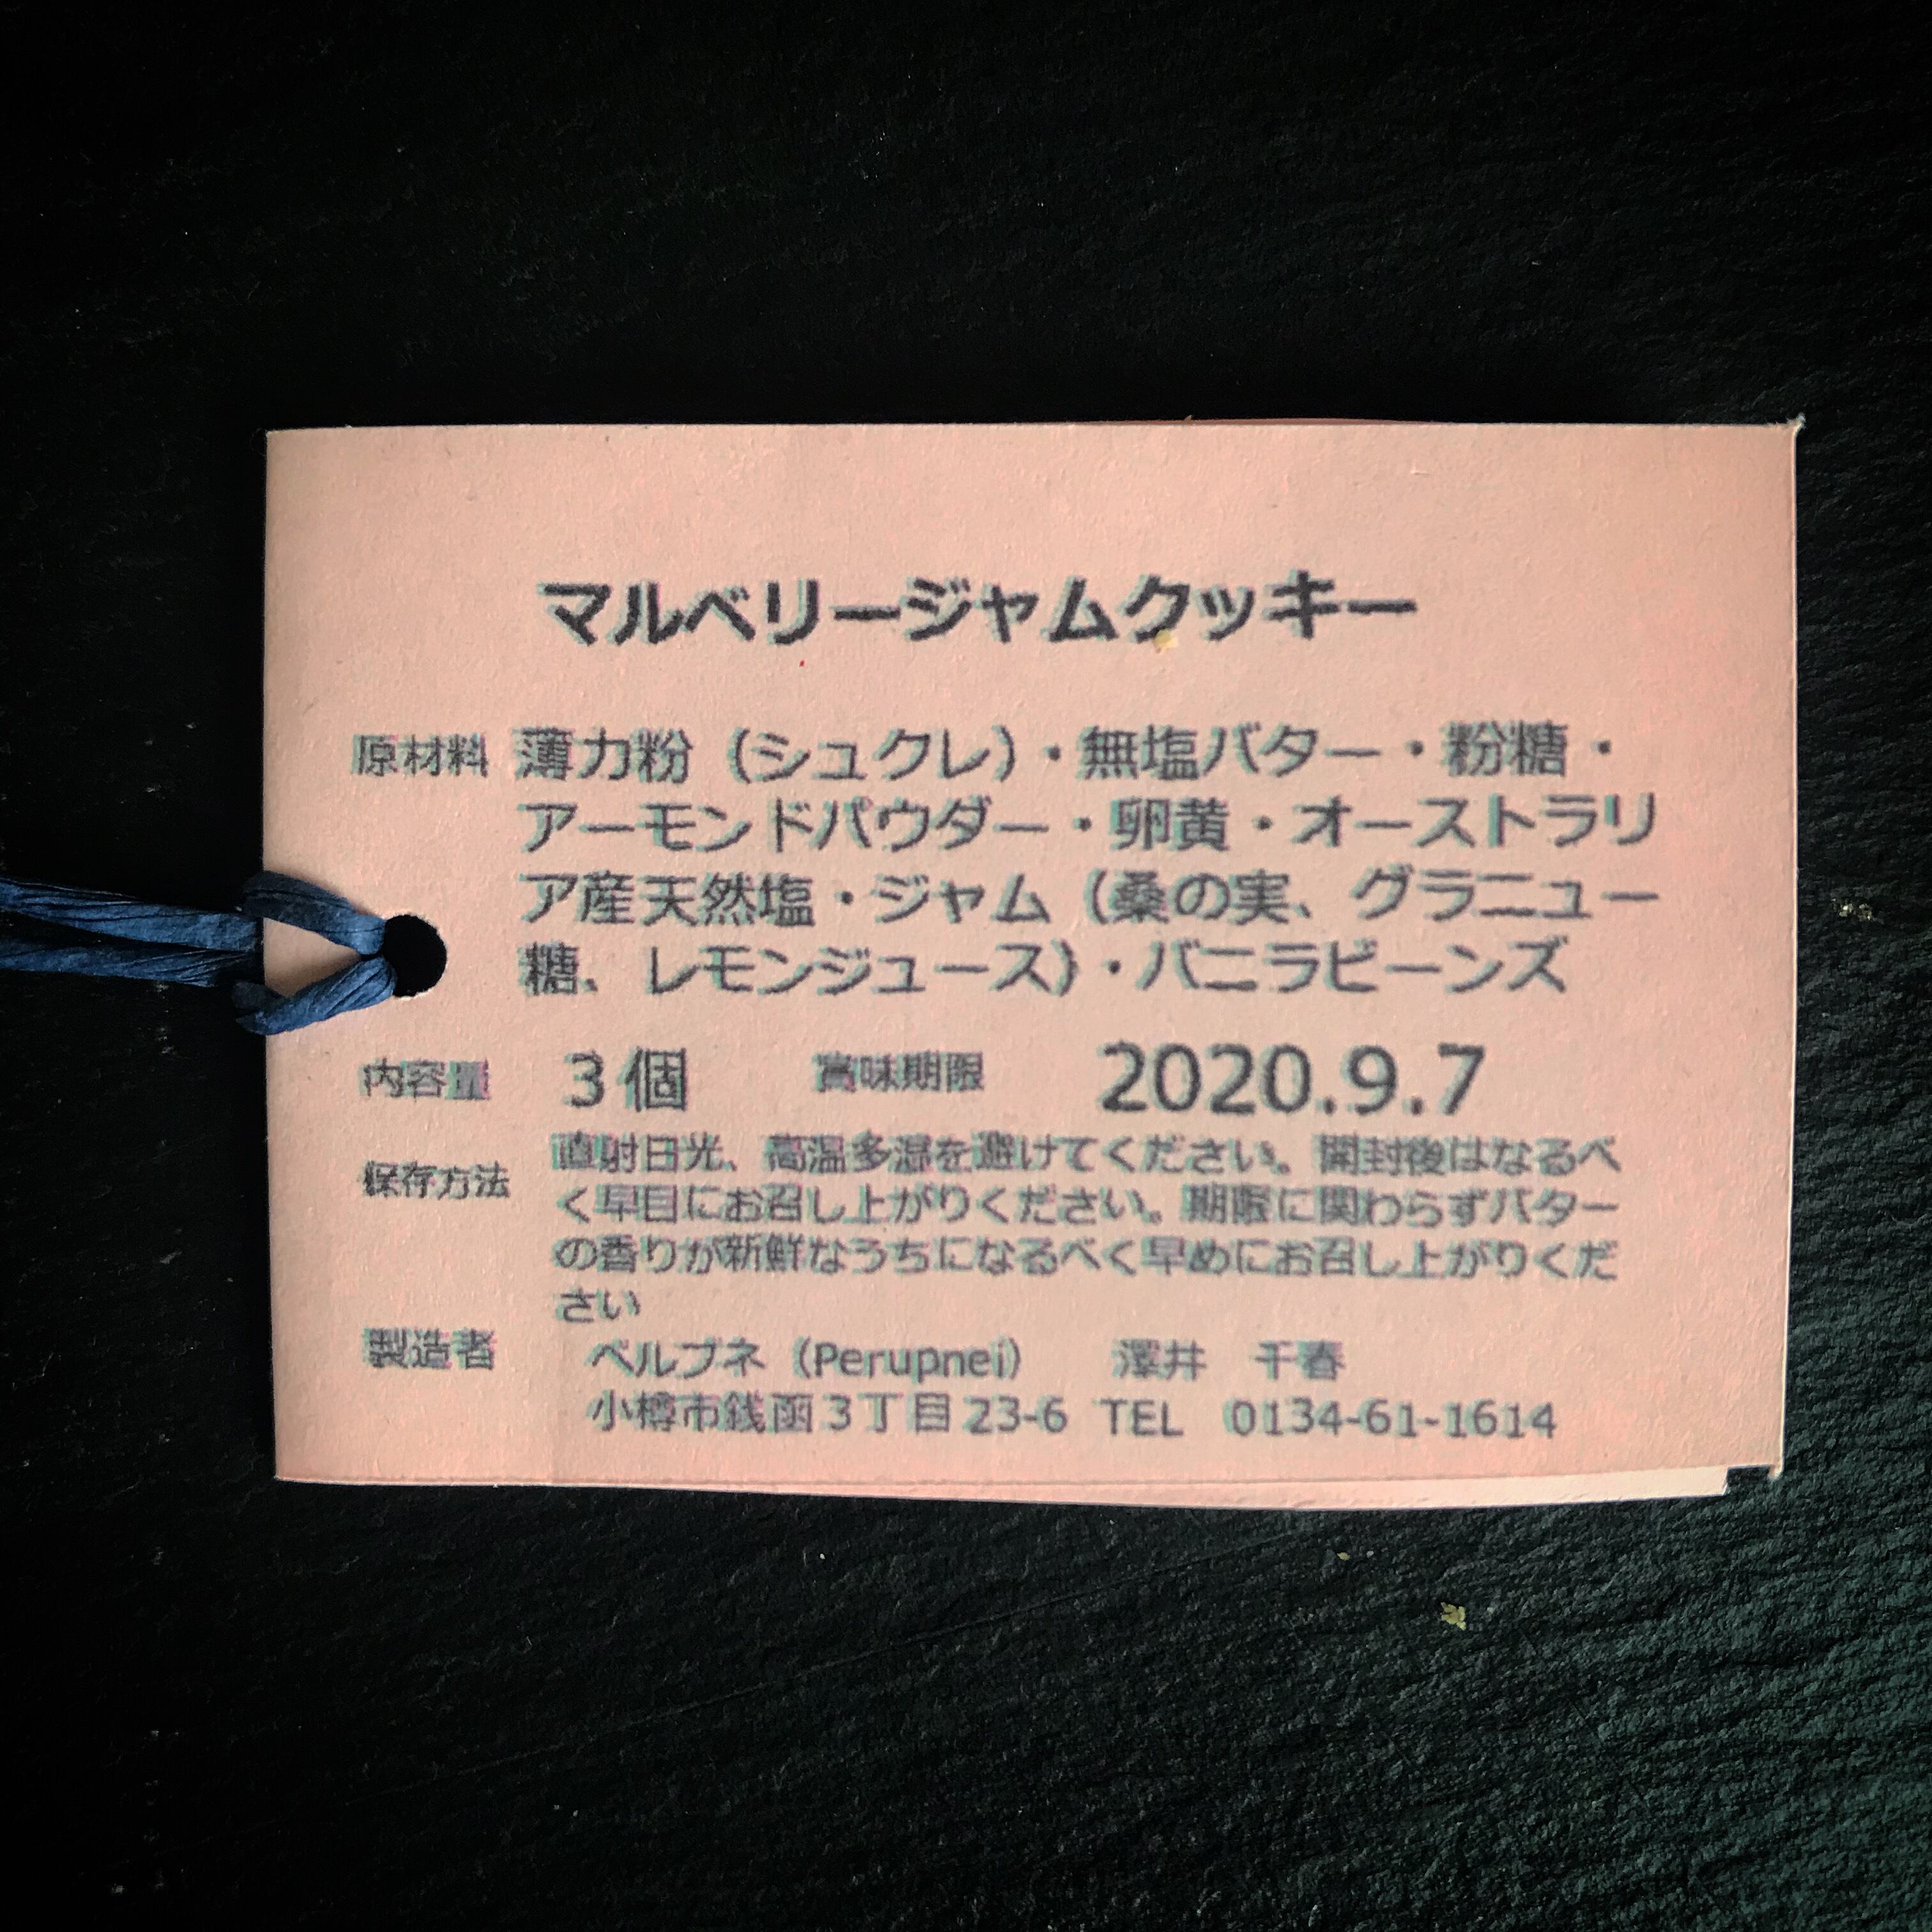 マルベリージャムクッキー
原材料 薄力粉（シュクレ）・無塩バター・粉糖・
アーモンドパウダー・卵黄・オーストラリ
ア産天然塩・ジャム（桑の実、グラニュー
糖、レモンジュース）・バニラビーンズ
内容量 3個 賞味期限 2020.9.7
保存方法 直射日光、高温多湿を避けてください。開封後はなるべ
く早目にお召し上がりください。期限に関わらずバター
の香りが新鮮なうちになるべく早めにお召し上がりくだ
さい
製造者 ペルプネ（Perupnei） 澤井 千春
小樽市銭函3丁目23-6 TEL 0134-61-1614